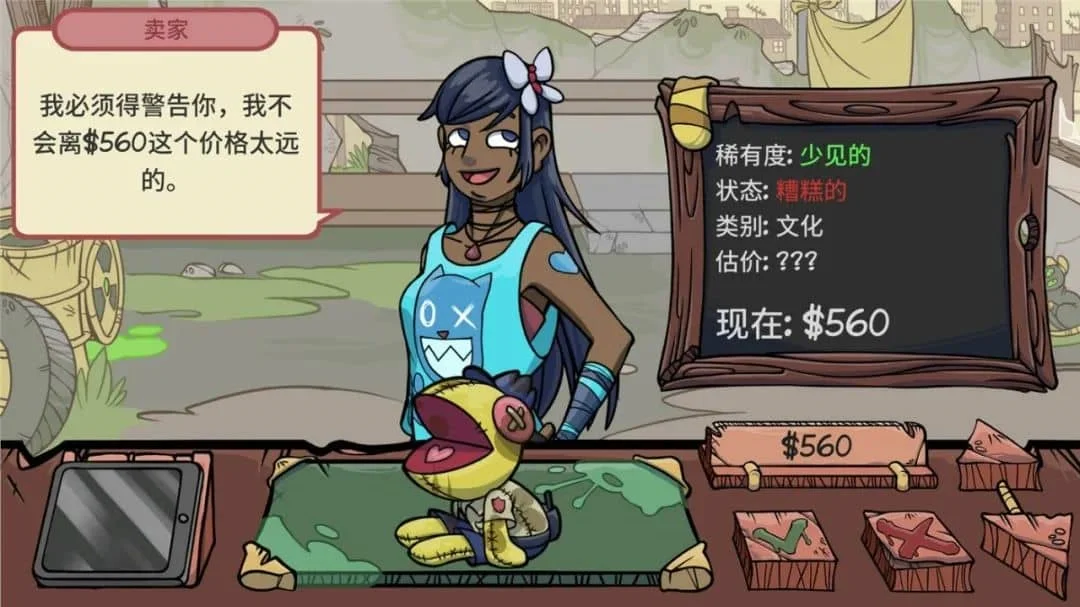 卖家
我必须得警告你，我不
会离$560这个价格太远
的。
稀有度: 少见的
状态: 糟糕的
类别: 文化
估价: ???
现在: $560
$560